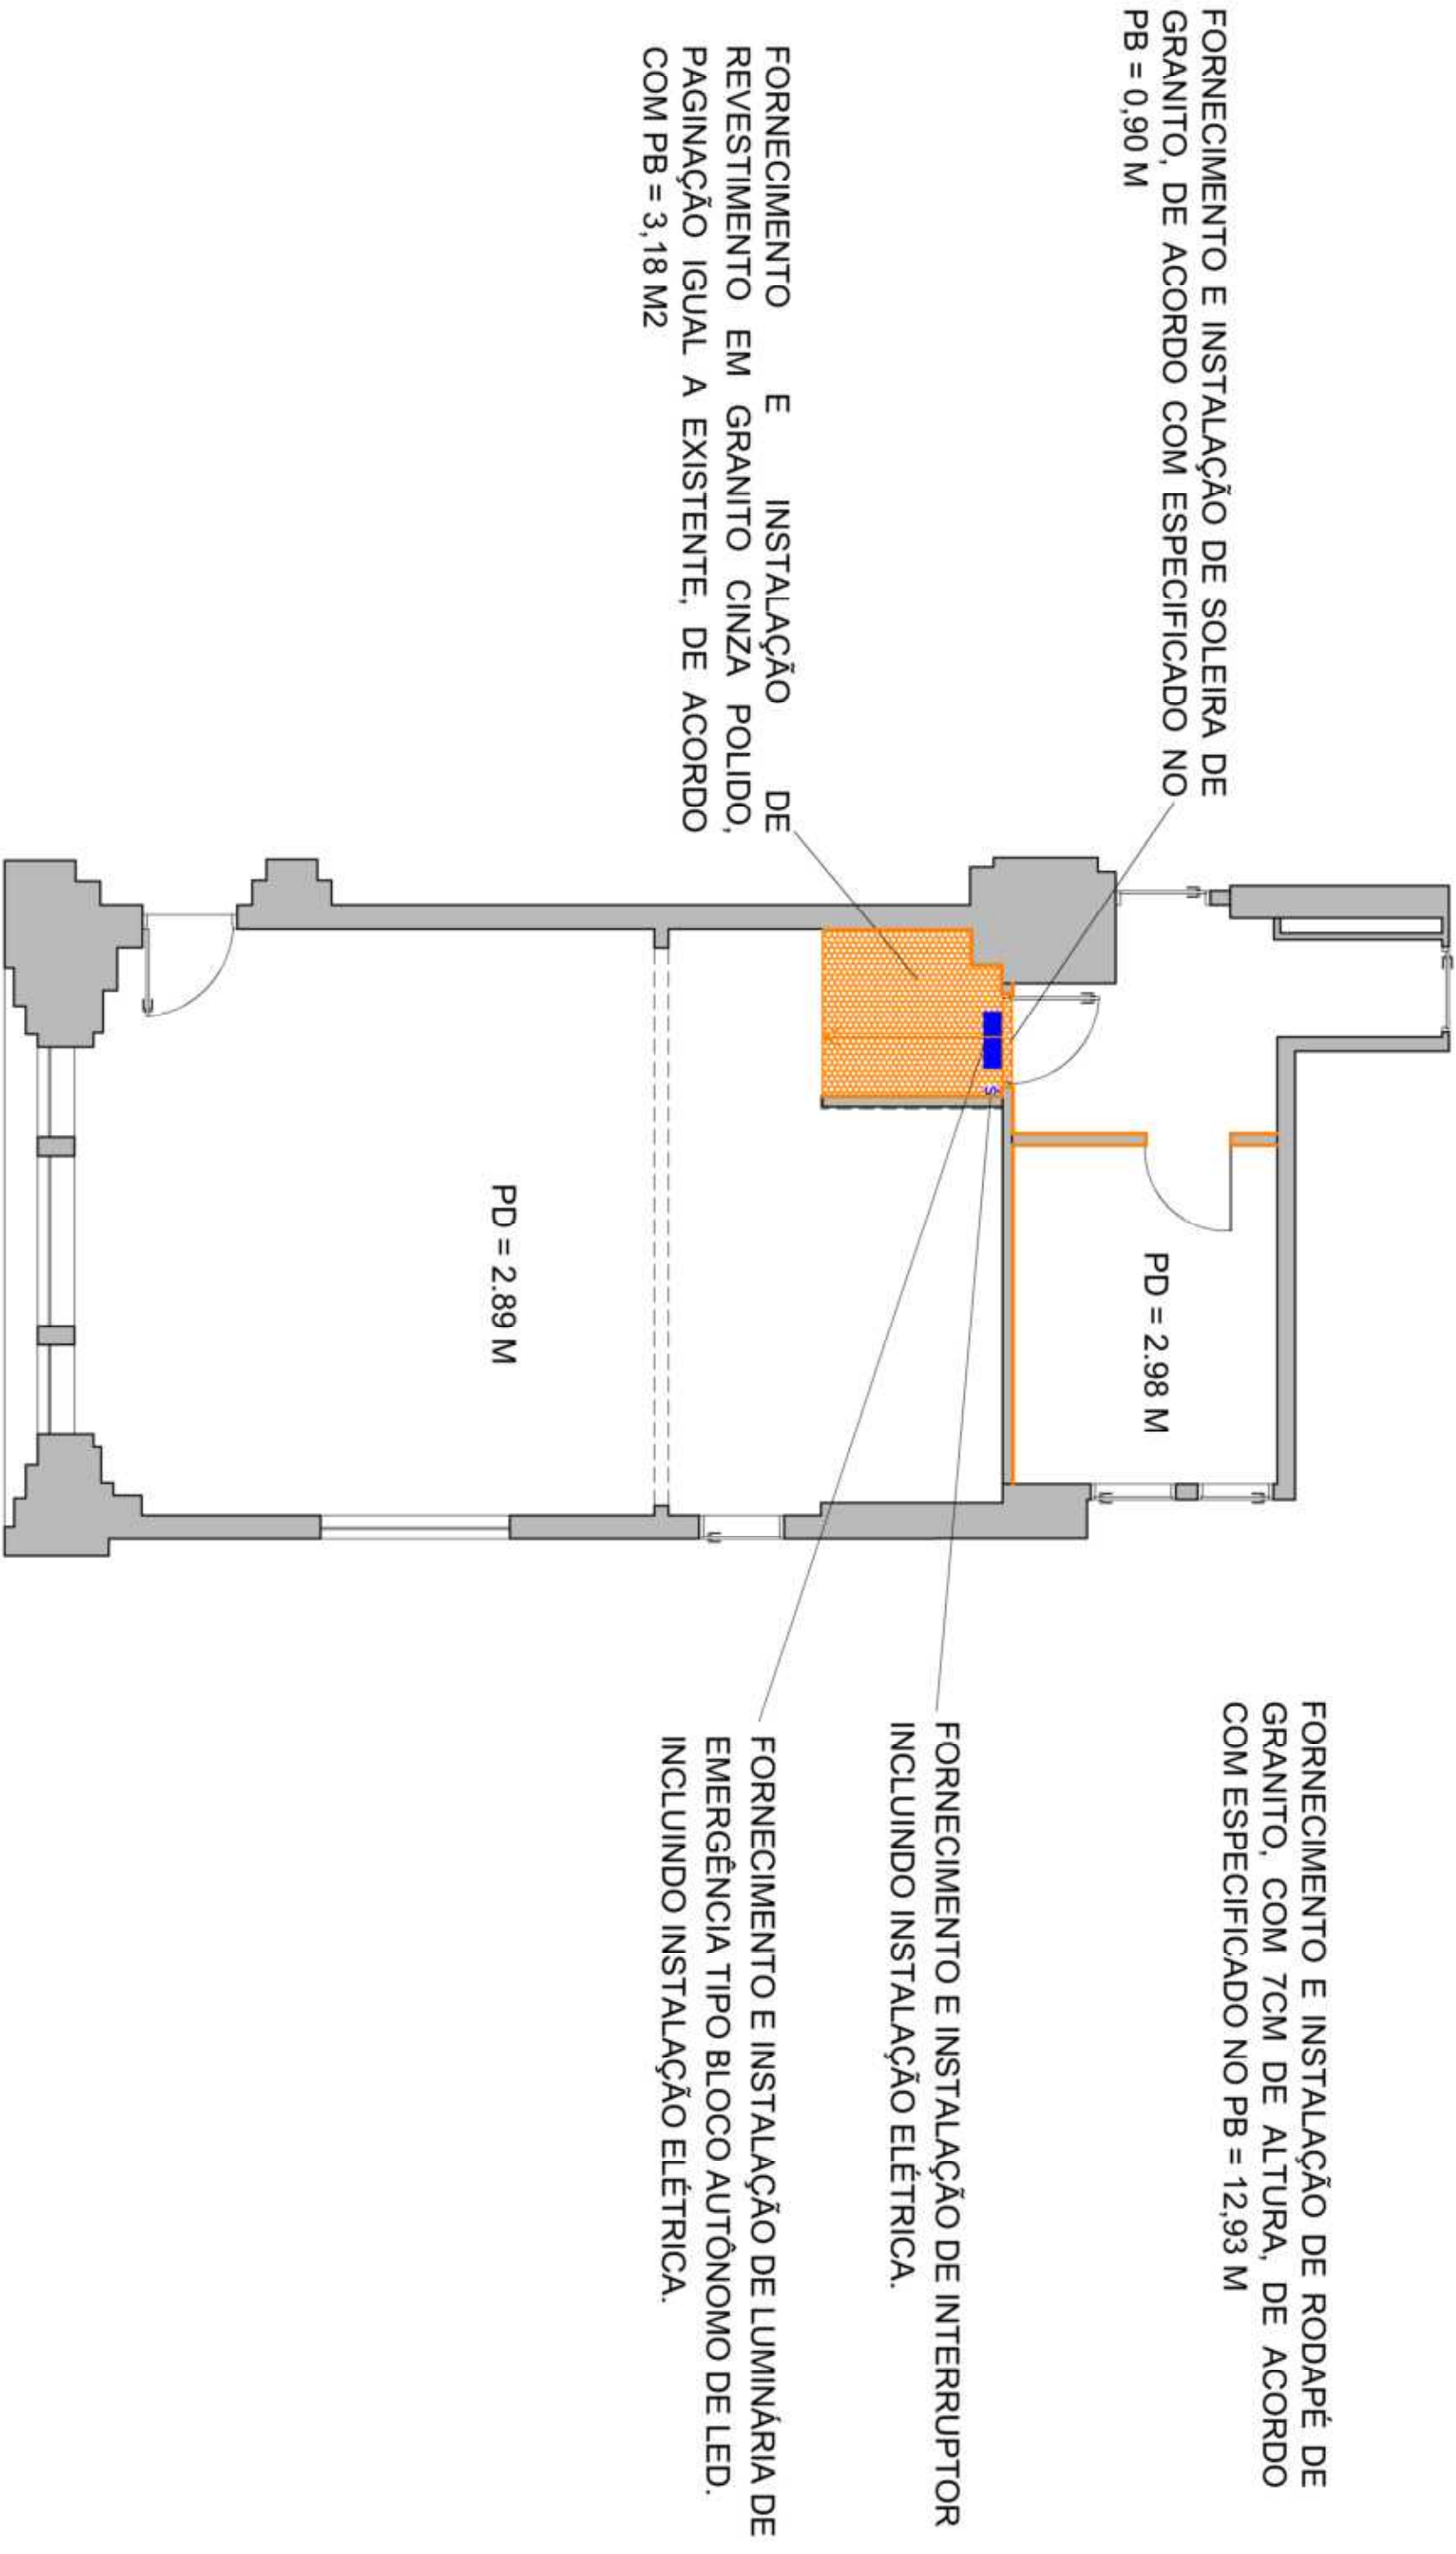 FORNECIMENTO E INSTALAÇÃO DE SOLEIRA DE
GRANITO, DE ACORDO COM ESPECIFICADO NO
PB = 0,90 M
FORNECIMENTO E INSTALAÇÃO DE
REVESTIMENTO EM GRANITO CINZA POLIDO,
PAGINAÇÃO IGUAL A EXISTENTE, DE ACORDO
COM PB = 3,18 M2
PD = 2.98 M
PD = 2.89 M
S
FORNECIMENTO E INSTALAÇÃO DE RODAPÉ DE
GRANITO, COM 7CM DE ALTURA, DE ACORDO
COM ESPECIFICADO NO PB = 12,93 M
FORNECIMENTO E INSTALAÇÃO DE INTERRUPTOR
INCLUINDO INSTALAÇÃO ELÉTRICA.
FORNECIMENTO E INSTALAÇÃO DE LUMINÁRIA DE
EMERGÊNCIA TIPO BLOCO AUTÔNOMO DE LED.
INCLUINDO INSTALAÇÃO ELÉTRICA.